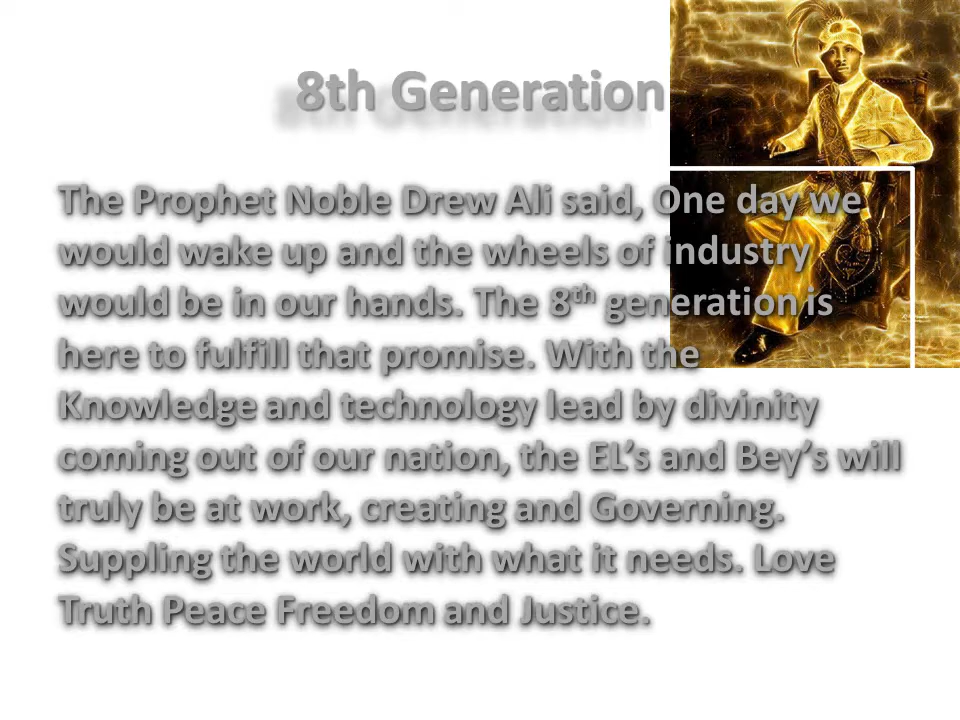 8th Generation
The Prophet Noble Drew Ali said, One day we
would wake up and the wheels of industry
would be in our hands. The 8th generation is
here to fulfill that promise. With the
Knowledge and technology lead by divinity
coming out of our nation, the EL’s and Bey’s will
truly be at work, creating and Governing.
Suppling the world with what it needs. Love
Truth Peace Freedom and Justice.